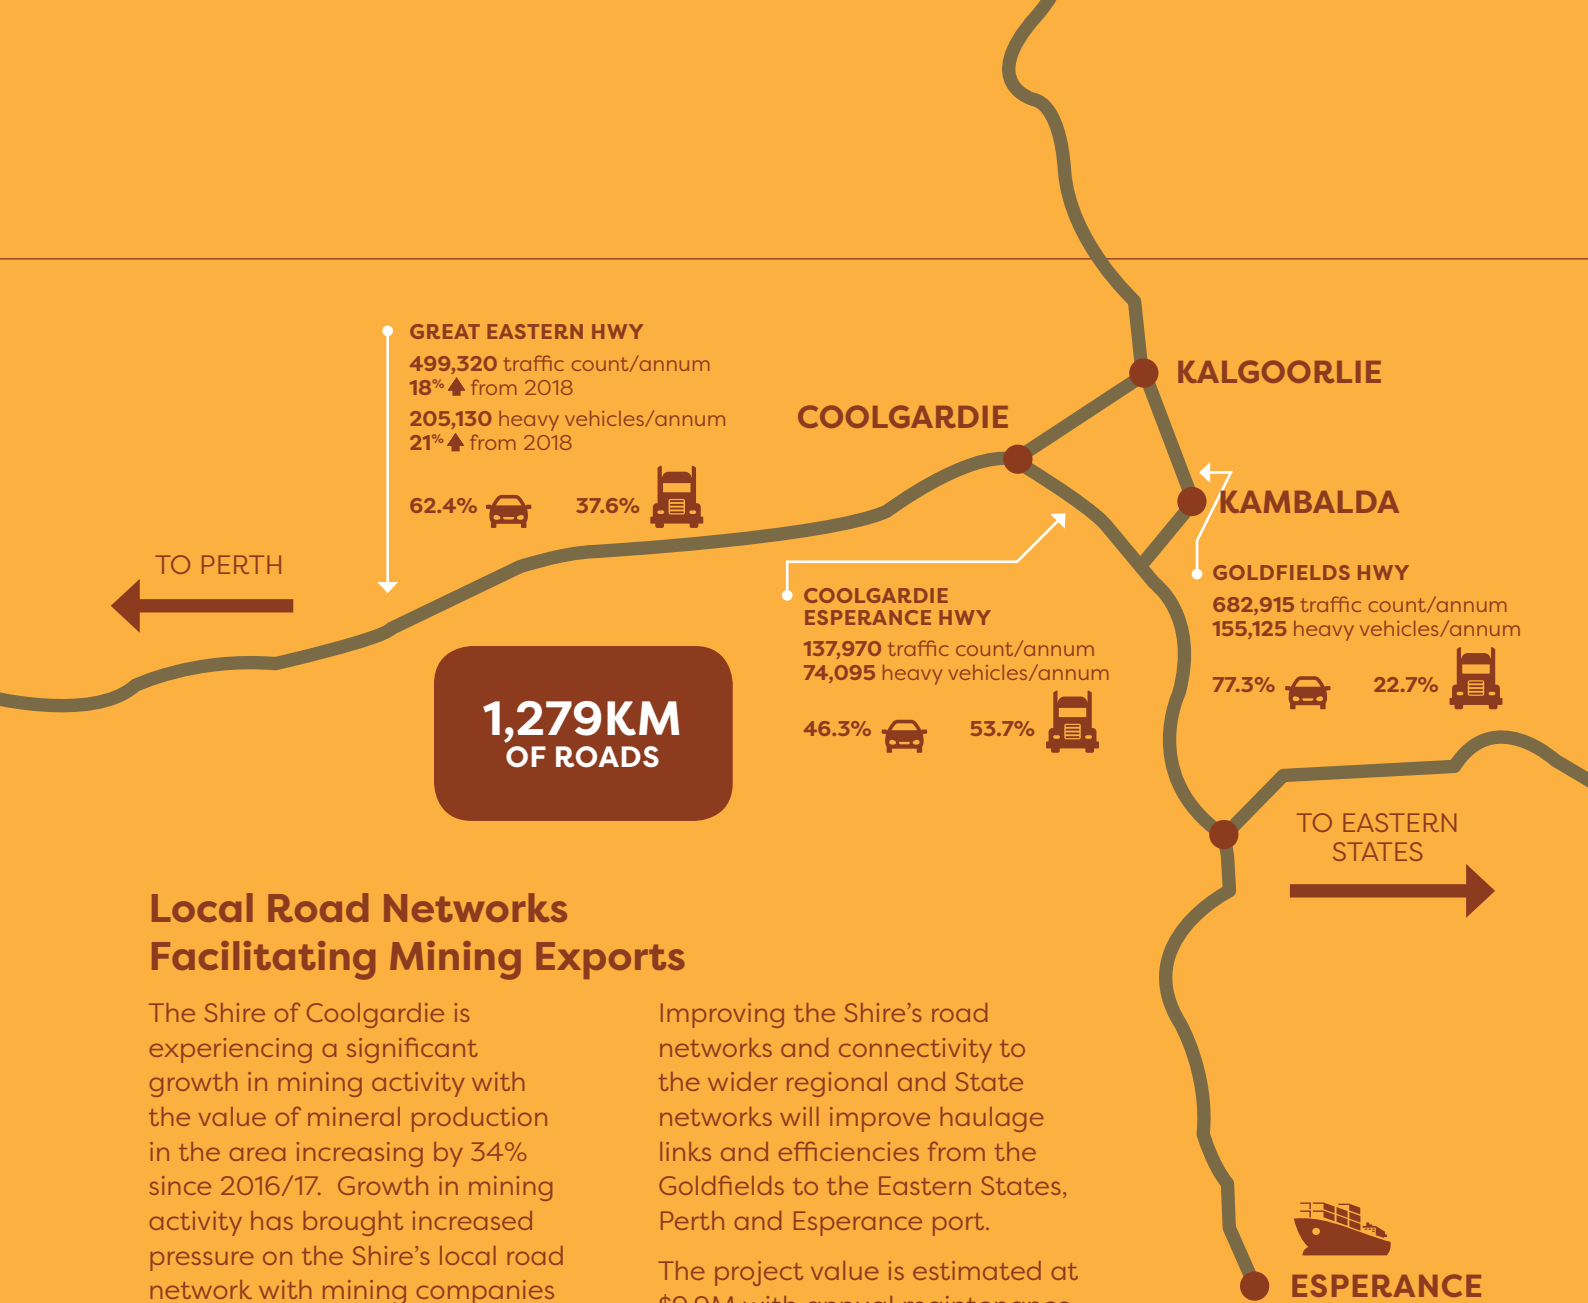 GREAT EASTERN HWY
499,320 traffic count/annum
18% from 2018
205,130 heavy vehicles/annum
21% from 2018
62.4% 37.6%
KALGOORLIE
COOLGARDIE
KAMBALDA
TO PERTH
COOLGARDIE
ESPERANCE HWY
137,970 traffic count/annum
74,095 heavy vehicles/annum
46.3% 53.7%
GOLDFIELDS HWY
682,915 traffic count/annum
155,125 heavy vehicles/annum
77.3% 22.7%
1,279KM
OF ROADS
TO EASTERN
STATES
Local Road Networks
Facilitating Mining Exports
The Shire of Coolgardie is
experiencing a significant
growth in mining activity with
the value of mineral production
in the area increasing by 34%
since 2016/17. Growth in mining
activity has brought increased
pressure on the Shire’s local road
network with mining companies
Improving the Shire’s road
networks and connectivity to
the wider regional and State
networks will improve haulage
links and efficiencies from the
Goldfields to the Eastern States,
Perth and Esperance port.
The project value is estimated at
with annual maintenance
ESPERANCE